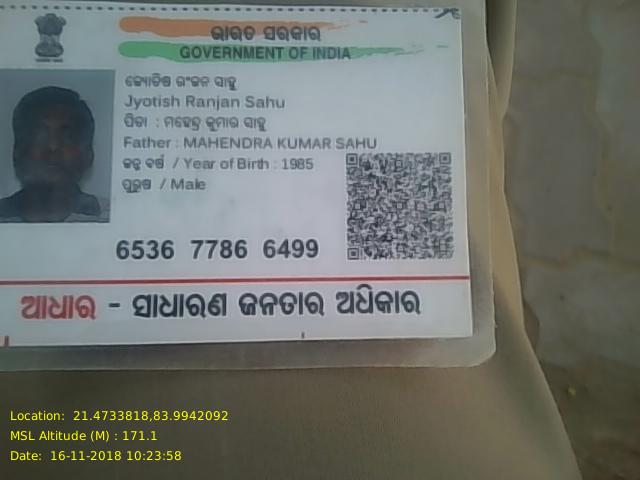 ଭାରତ ସରକାର
GOVERNMENT OF INDIA
ଜ୍ୟୋତିଷ ରଂଜନ ସାହୁ
Jyotish Ranjan Sahu
ପିତା : ମହେନ୍ଦ୍ର କୁମାର ସାହୁ
Father : MAHENDRA KUMAR SAHU
ଜନ୍ମ ବର୍ଷ / Year of Birth : 1985
ପୁରୁଷ / Male
6536 7786 6499
ଆଧାର - ସାଧାରଣ ଜନତାର ଅଧିକାର
Location: 21.4733818,83.9942092
MSL Altitude (M) : 171.1
Date: 16-11-2018 10:23:58